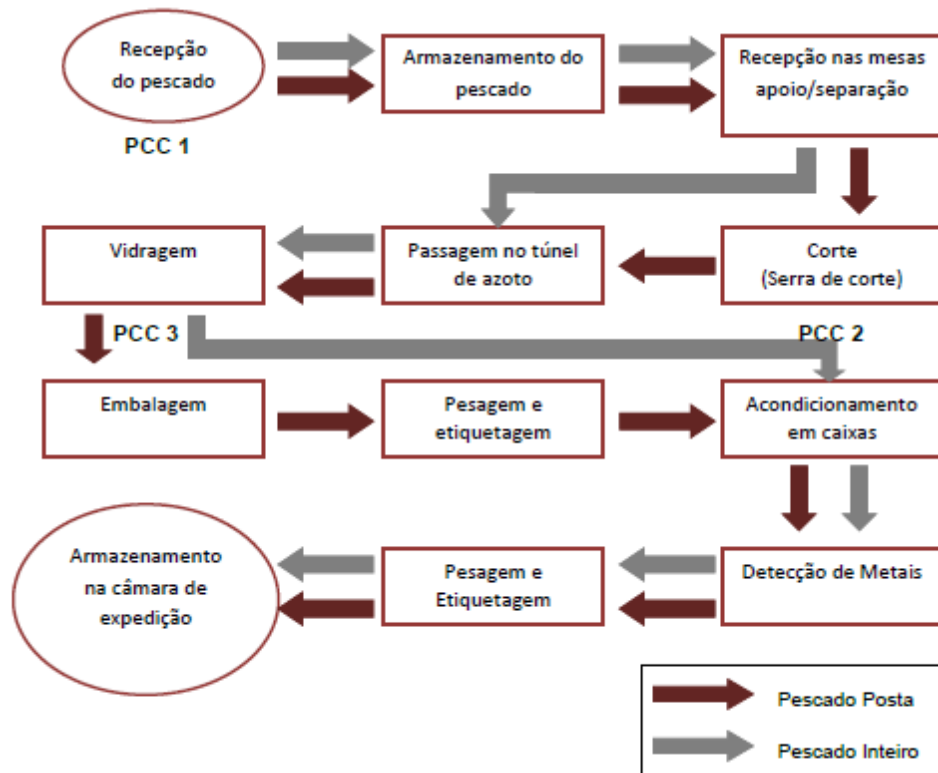 Recepção
do pescado
Armazenamento do
pescado
Recepção nas mesas
apoio/separação
PCC 1
Vidragem
Passagem no túnel
de azoto
Corte
(Serra de corte)
PCC 3
PCC 2
Embalagem
Pesagem e
etiquetagem
Acondicionamento
em caixas
Armazenamento
na câmara de
expedição
Pesagem e
Etiquetagem
Detecção de Metais
Pescado Posta
Pescado Inteiro